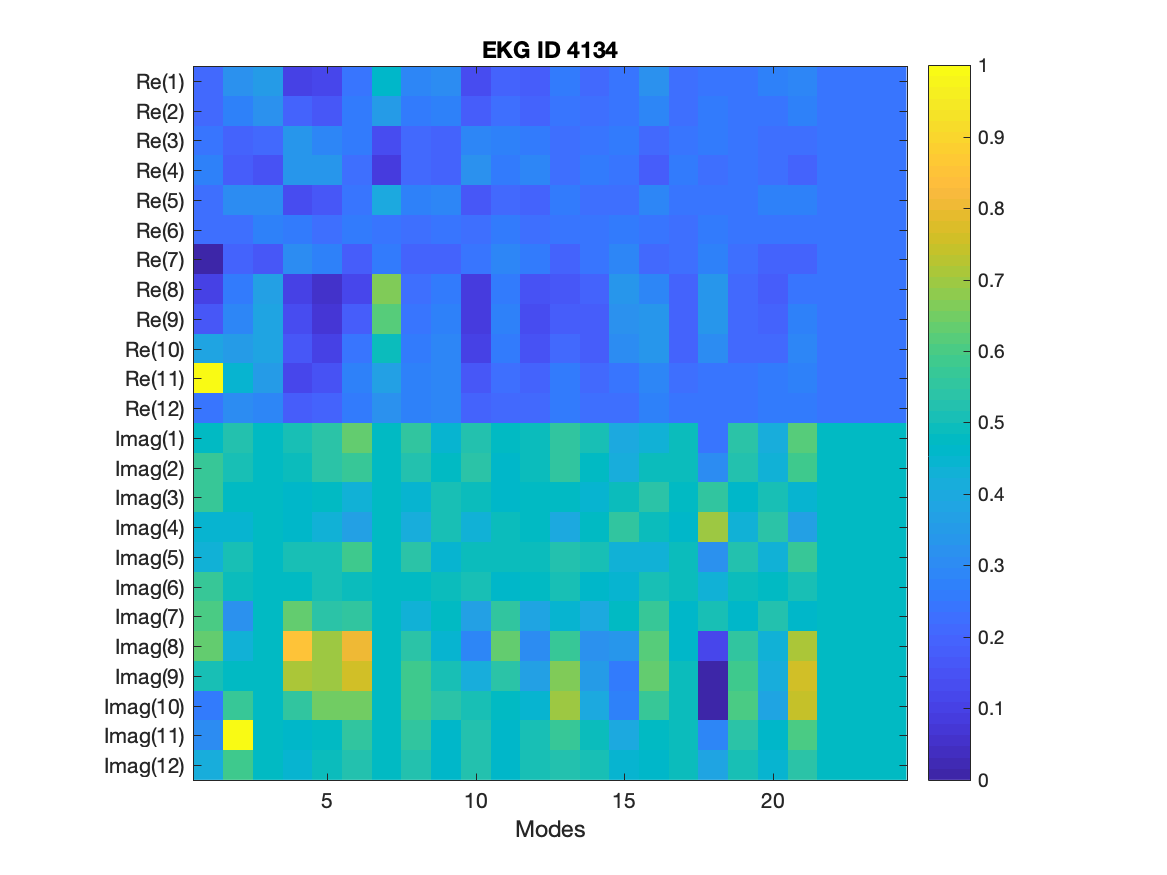 EKG ID 4134
Re(1)
Re(2)
Re(3)
Re(4)
Re(5)
Re(6)
Re(7)
Re(8)
Re(9)
Re(10)
Re(11)
Re(12)
Imag(1)
Imag(2)
Imag(3)
Imag(4)
Imag(5)
Imag(6)
Imag(7)
Imag(8)
Imag(9)
Imag(10)
Imag(11)
Imag(12)
5 10 15 20
Modes
1
0.9
0.8
0.7
0.6
0.5
0.4
0.3
0.2
0.1
0